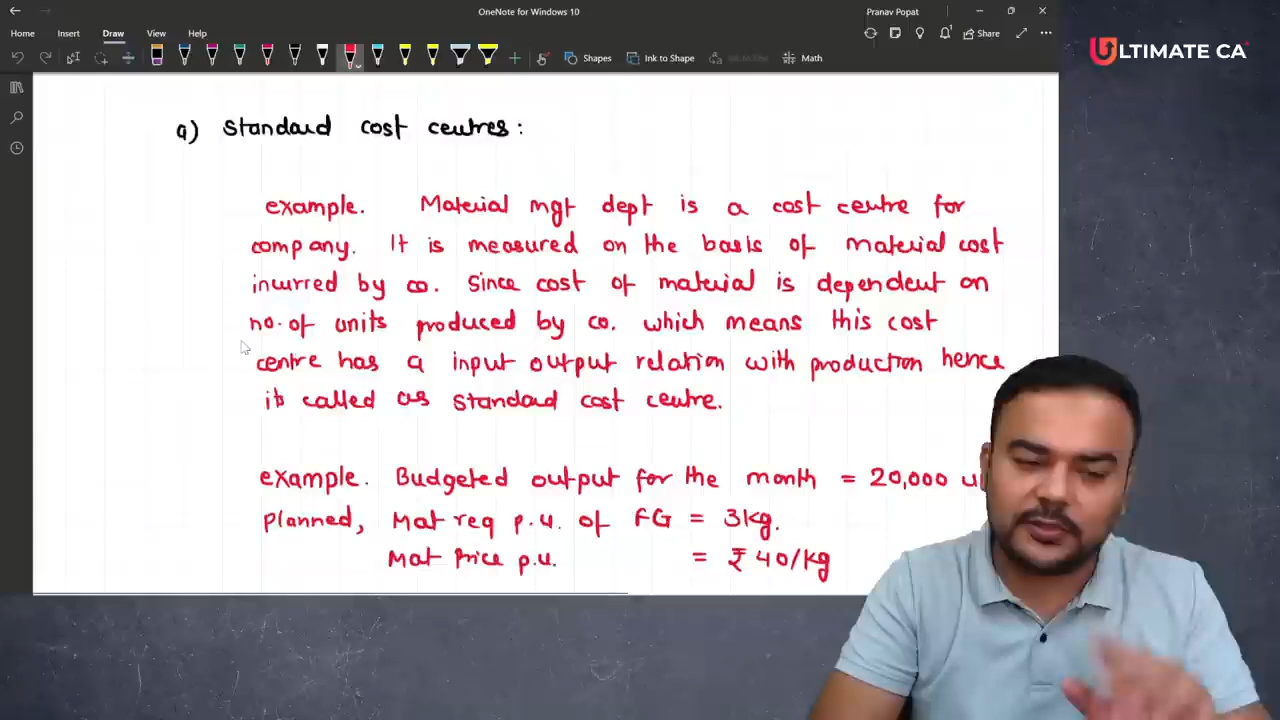 OneNote for Windows 10
Pranav Popat
Home Insert Draw View Help
Share
Shapes Ink to Shape Math
ULTIMATE CA
a) Standard cost centres:
example. Material mgt dept is a cost centre for
company. It is measured on the basis of material cost
incurred by co. Since cost of material is dependent on
no. of units produced by co. which means this cost
centre has a input output relation with production hence
it called as standard cost centre.
example. Budgeted output for the month = 20,000 u
planned, Mat req p.u. of FG = 3kg.
Mat Price p.u. = ₹ 40/kg